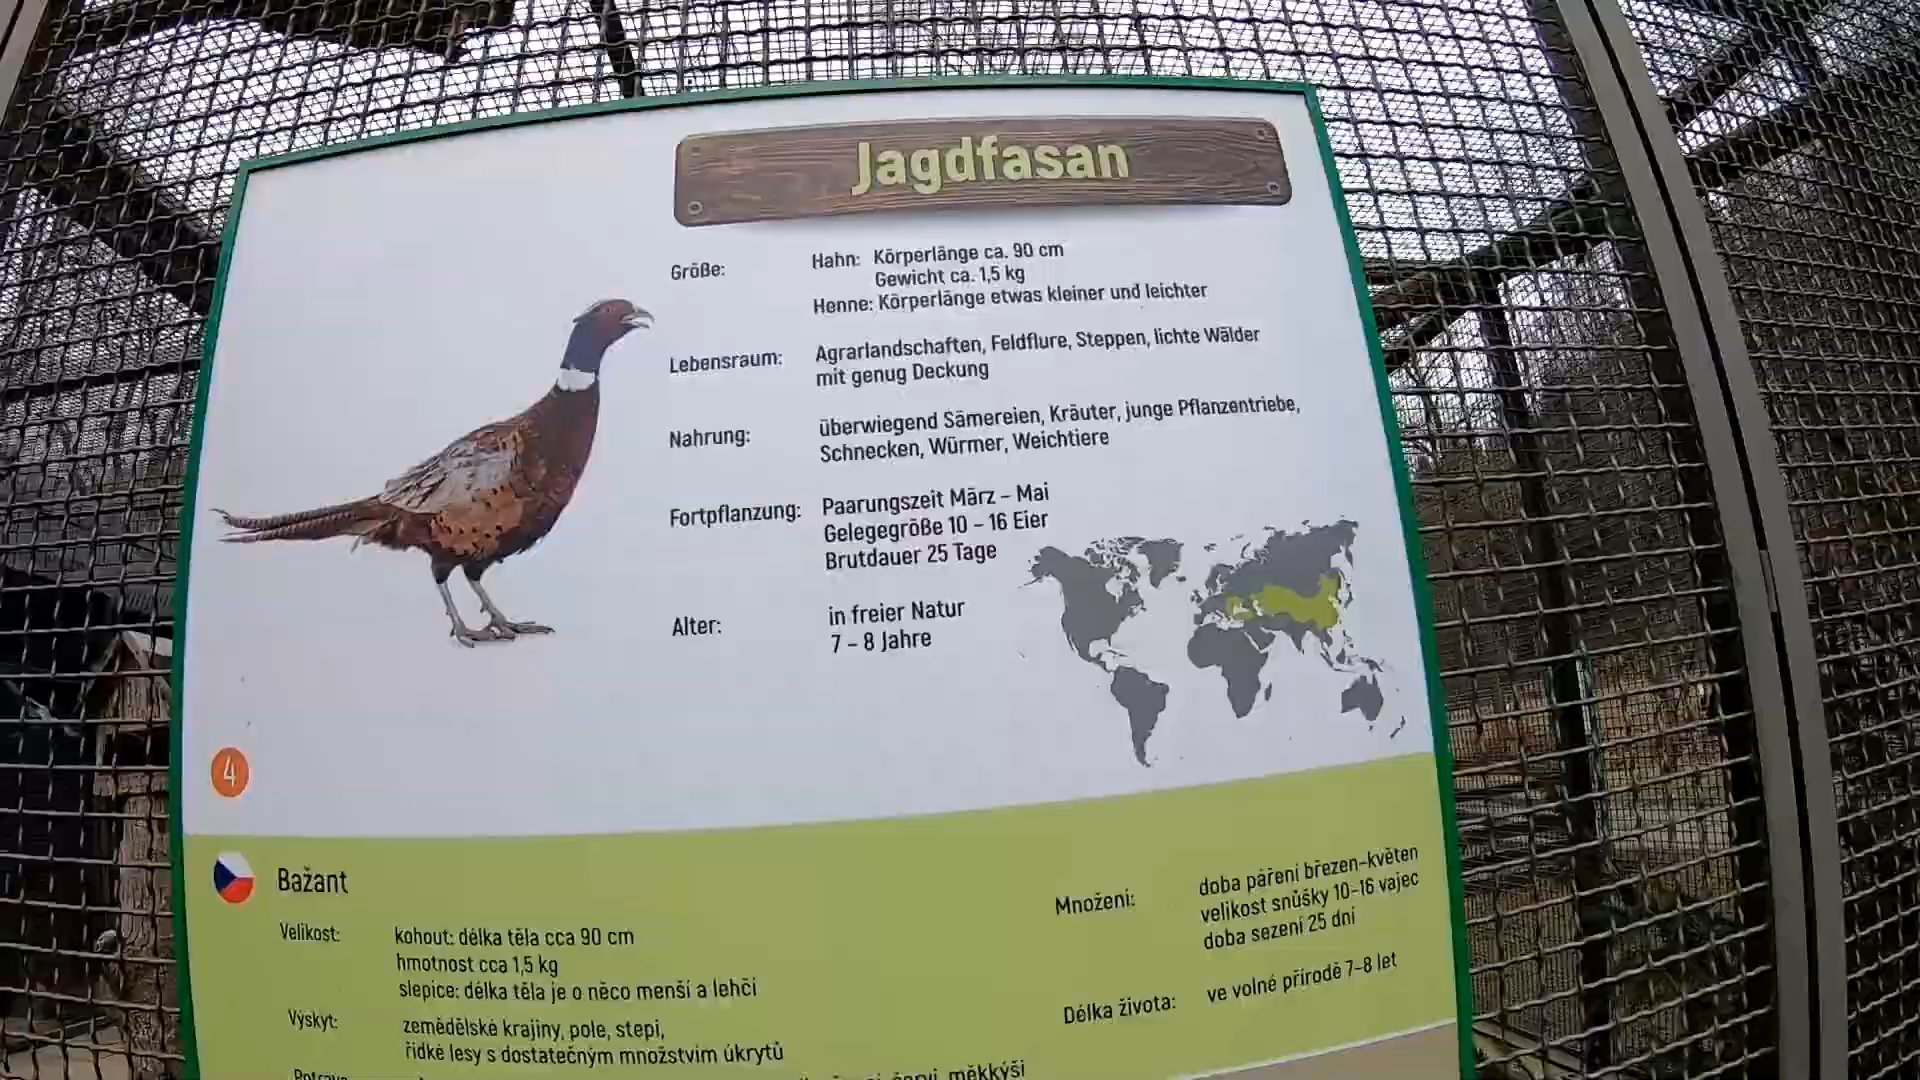 Jagdfasan
Größe:
Hahn: Körperlänge ca. 90 cm
Gewicht ca. 1,5 kg
Henne: Körperlänge etwas kleiner und leichter
Lebensraum:
Agrarlandschaften, Feldflure, Steppen, lichte Wälder
mit genug Deckung
Nahrung:
überwiegend Sämereien, Kräuter, junge Pflanzentriebe,
Schnecken, Würmer, Weichtiere
Fortpflanzung:
Paarungszeit März – Mai
Gelegegröße 10 – 16 Eier
Brutdauer 25 Tage
Alter:
in freier Natur
7 – 8 Jahre
4
Bažant
Velikost:
kohout: délka těla cca 90 cm
hmotnost cca 1,5 kg
slepice: délka těla je o něco menší a lehčí
Výskyt:
zemědělské krajiny, pole, stepi,
řídké lesy s dostatečným množstvím úkrytů
měkkýši
Množení:
doba páření březen-květen
velikost snůšky 10-16 vajec
doba sezení 25 dní
Délka života:
ve volné přírodě 7-8 let